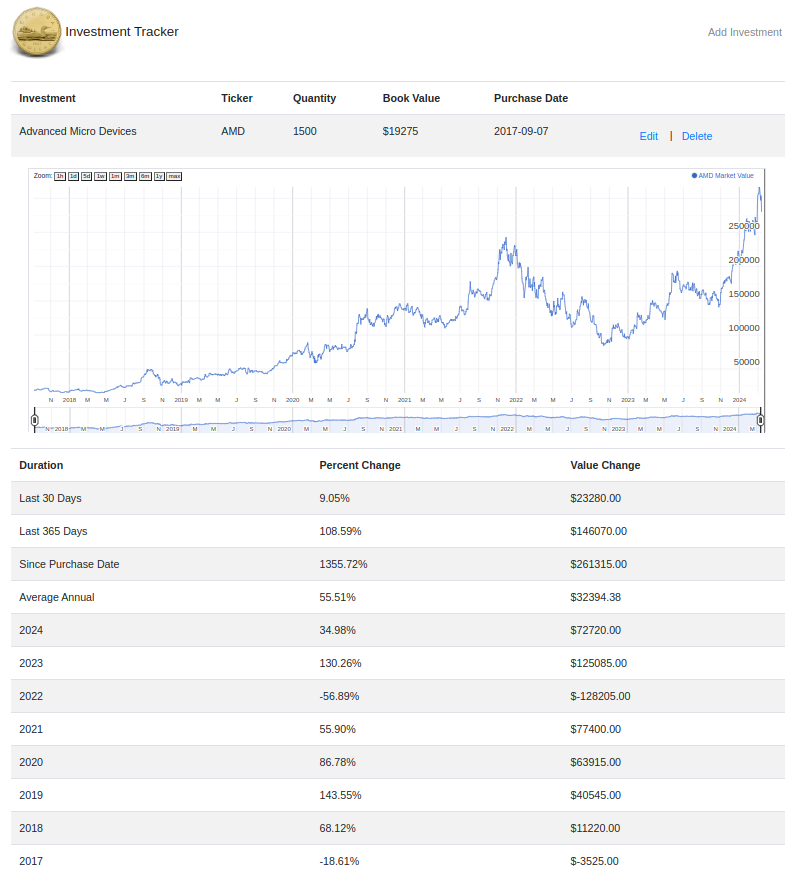 Investment Tracker
Add Investment
Investment Ticker Quantity Book Value Purchase Date
Advanced Micro Devices AMD 1500 $19275 2017-09-07 Edit | Delete
Zoom: 1h 1d 5d 1w 1m 3m 6m 1y max AMD Market Value
250000
200000
150000
100000
50000
N 2018 M M J S N 2019 M M J S N 2020 M M J S N 2021 M M J S N 2022 M M J S N 2023 M M J S N 2024
N 2018 M M J S N 2019 M M J S N 2020 M M J S N 2021 M M J S N 2022 M M J S N 2023 M M J S N 2024 M
Duration Percent Change Value Change
Last 30 Days 9.05% $23280.00
Last 365 Days 108.59% $146070.00
Since Purchase Date 1355.72% $261315.00
Average Annual 55.51% $32394.38
2024 34.98% $72720.00
2023 130.26% $125085.00
2022 -56.89% $-128205.00
2021 55.90% $77400.00
2020 86.78% $63915.00
2019 143.55% $40545.00
2018 68.12% $11220.00
2017 -18.61% $-3525.00